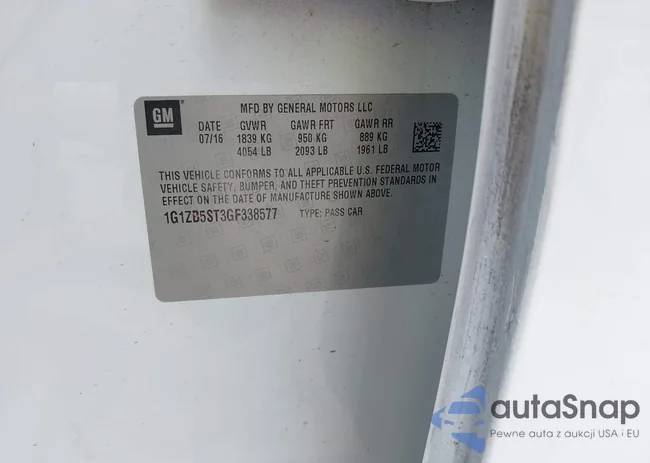 GM
MFD BY GENERAL MOTORS LLC
DATE GVWR GAWR FRT GAWR RR
07/16 1839 KG 950 KG 889 KG
4054 LB 2093 LB 1961 LB
THIS VEHICLE CONFORMS TO ALL APPLICABLE U.S. FEDERAL MOTOR
VEHICLE SAFETY, BUMPER, AND THEFT PREVENTION STANDARDS IN
EFFECT ON THE DATE OF MANUFACTURE SHOWN ABOVE.
1G1ZB5ST3GF338577 TYPE: PASS CAR
autaSnap
Pewne auta z aukcji USA i EU